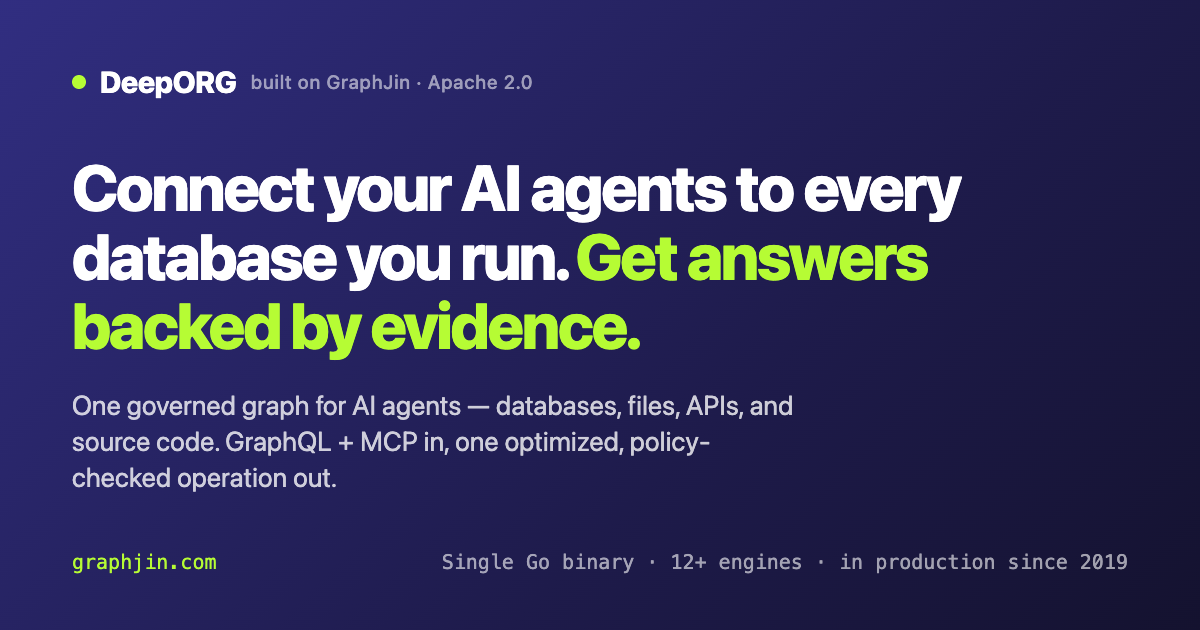 DeepORG built on GraphJin · Apache 2.0
Connect your AI agents to every
database you run. Get answers
backed by evidence.
One governed graph for AI agents — databases, files, APIs, and
source code. GraphQL + MCP in, one optimized, policy-
checked operation out.
graphjin.com
Single Go binary · 12+ engines · in production since 2019